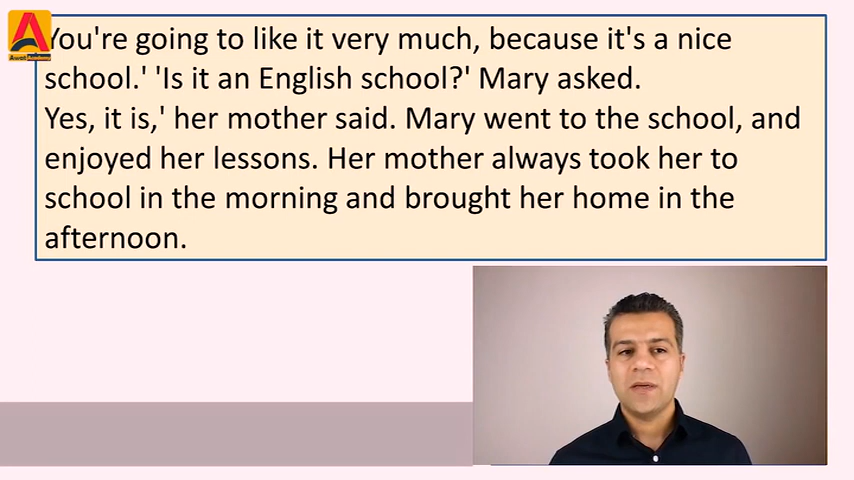 You're going to like it very much, because it's a nice
school.' 'Is it an English school?' Mary asked.
Yes, it is,' her mother said. Mary went to the school, and
enjoyed her lessons. Her mother always took her to
school in the morning and brought her home in the
afternoon.